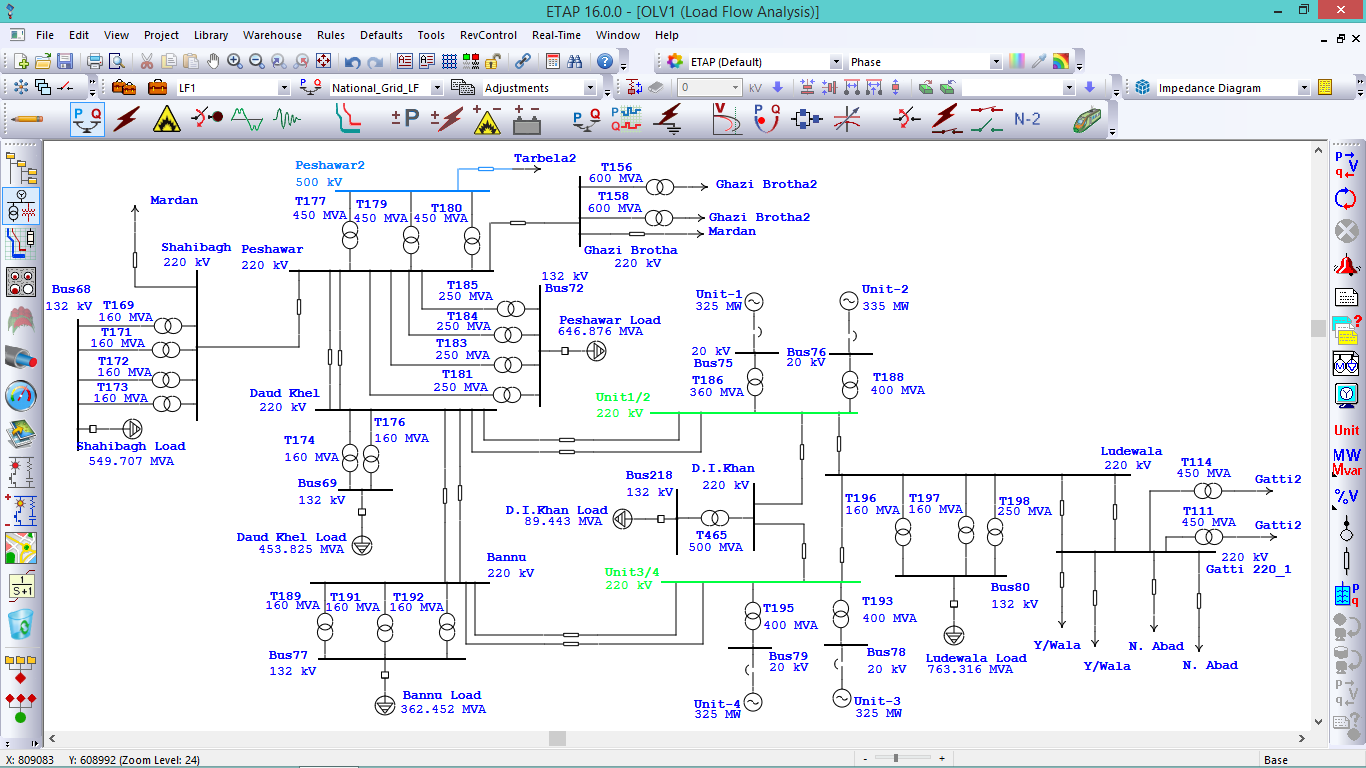 ETAP 16.0.0 - [OLV1 (Load Flow Analysis)]
File Edit View Project Library Warehouse Rules Defaults Tools RevControl Real-Time Window Help
ETAP (Default) Phase
LF1 National_Grid_LF Adjustments 0 kV Impedance Diagram
N-2
Peshawar2
500 kV
Tarbela2
T177
450 MVA
T179
450 MVA
T180
450 MVA
T156
600 MVA
Ghazi Brotha2
T158
600 MVA
Ghazi Brotha2
Mardan
Ghazi Brotha
220 kV
Mardan
Shahibagh
220 kV
Peshawar
220 kV
Bus68
132 kV
T169
160 MVA
T171
160 MVA
T172
160 MVA
T173
160 MVA
Shahibagh Load
549.707 MVA
132 kV
Bus72
T185
250 MVA
T184
250 MVA
T183
250 MVA
T181
250 MVA
Peshawar Load
646.876 MVA
Unit-1
325 MW
Unit-2
335 MW
20 kV
Bus75
Bus76
20 kV
T186
360 MVA
T188
400 MVA
Unit1/2
220 kV
Daud Khel
220 kV
T176
160 MVA
T174
160 MVA
Bus69
132 kV
Daud Khel Load
453.825 MVA
Bus218
132 kV
D.I.Khan
220 kV
D.I.Khan Load
89.443 MVA
T465
500 MVA
Ludewala
220 kV
T196
160 MVA
T197
160 MVA
T198
250 MVA
T114
450 MVA
Gatti2
T111
450 MVA
Gatti2
220 kV
Gatti 220_1
Bus80
132 kV
Ludewala Load
763.316 MVA
Y/Wala
Y/Wala
N. Abad
N. Abad
Bannu
220 kV
Unit3/4
220 kV
T189
160 MVA
T191
160 MVA
T192
160 MVA
Bus77
132 kV
Bannu Load
362.452 MVA
T195
400 MVA
T193
400 MVA
Bus79
20 kV
Bus78
20 kV
Unit-4
325 MW
Unit-3
325 MW
Unit
MW
Mvar
%V
1
S+1
X: 809083 Y: 608992 (Zoom Level: 24)
Base